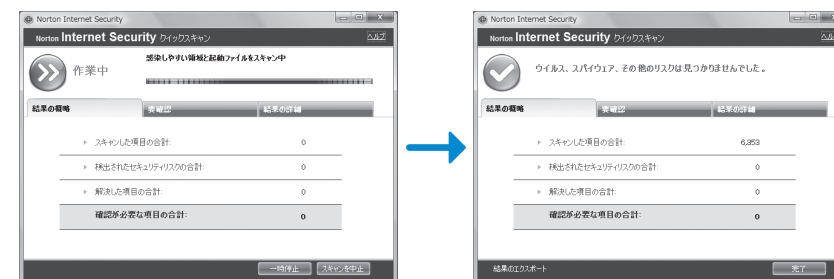 Norton Internet Security
Norton Internet Security クイックスキャン
ヘルプ
作業中
感染しやすい領域と起動ファイルをスキャン中
結果の概略
要確認
結果の詳細
スキャンした項目の合計: 0
検出されたセキュリティリスクの合計: 0
解決した項目の合計: 0
確認が必要な項目の合計: 0
一時停止
スキャンを中止
Norton Internet Security
Norton Internet Security クイックスキャン
ヘルプ
ウイルス、スパイウェア、その他のリスクは見つかりませんでした。
結果の概略
要確認
結果の詳細
スキャンした項目の合計: 6,853
検出されたセキュリティリスクの合計: 0
解決した項目の合計: 0
確認が必要な項目の合計: 0
結果のエクスポート
完了